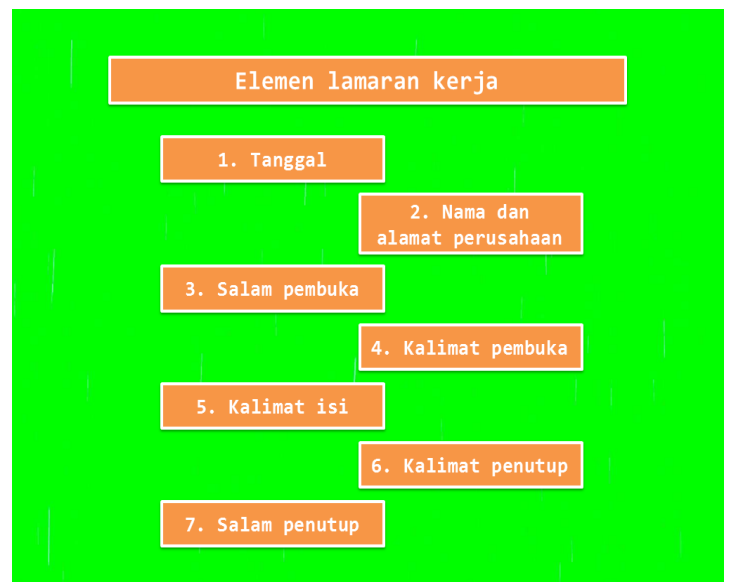 Elemen lamaran kerja
1. Tanggal
2. Nama dan
alamat perusahaan
3. Salam pembuka
4. Kalimat pembuka
5. Kalimat isi
6. Kalimat penutup
7. Salam penutup